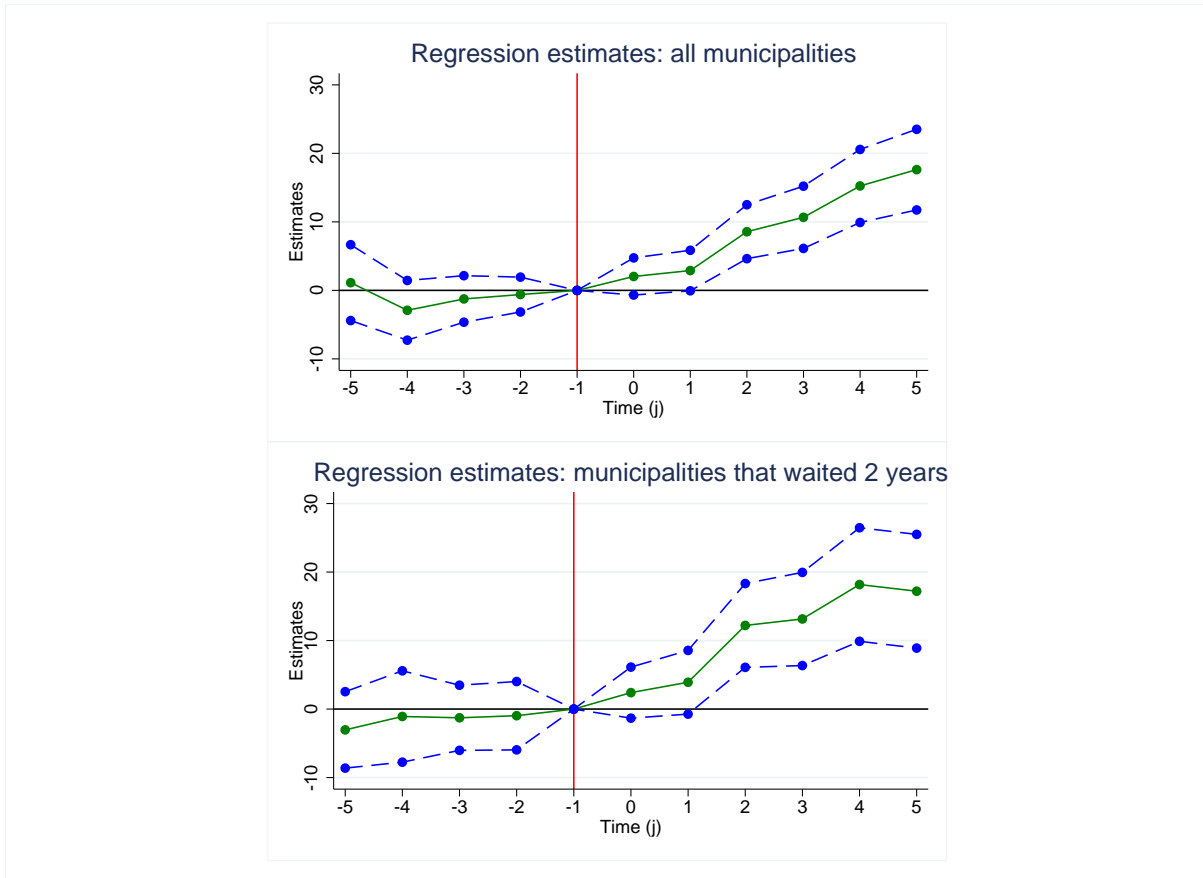 Regression estimates: all municipalities
30
20
10
0
-10
Estimates
-5 -4 -3 -2 -1 0 1 2 3 4 5
Time (j)
Regression estimates: municipalities that waited 2 years
30
20
10
0
-10
Estimates
-5 -4 -3 -2 -1 0 1 2 3 4 5
Time (j)